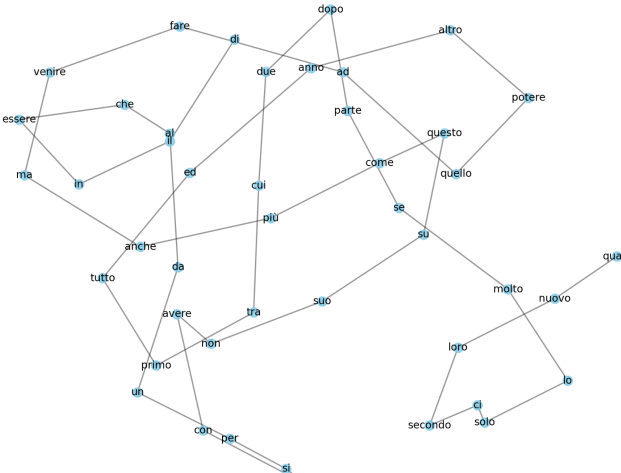 dopo
fare
altro
di
anno
venire
due
ad
potere
che
parte
essere
al
questo
il
come
ed
quello
ma
in
cui
se
più
su
anche
qua
da
tutto
molto
nuovo
suo
avere
tra
non
loro
primo
lo
un
ci
solo
secondo
con
per
si